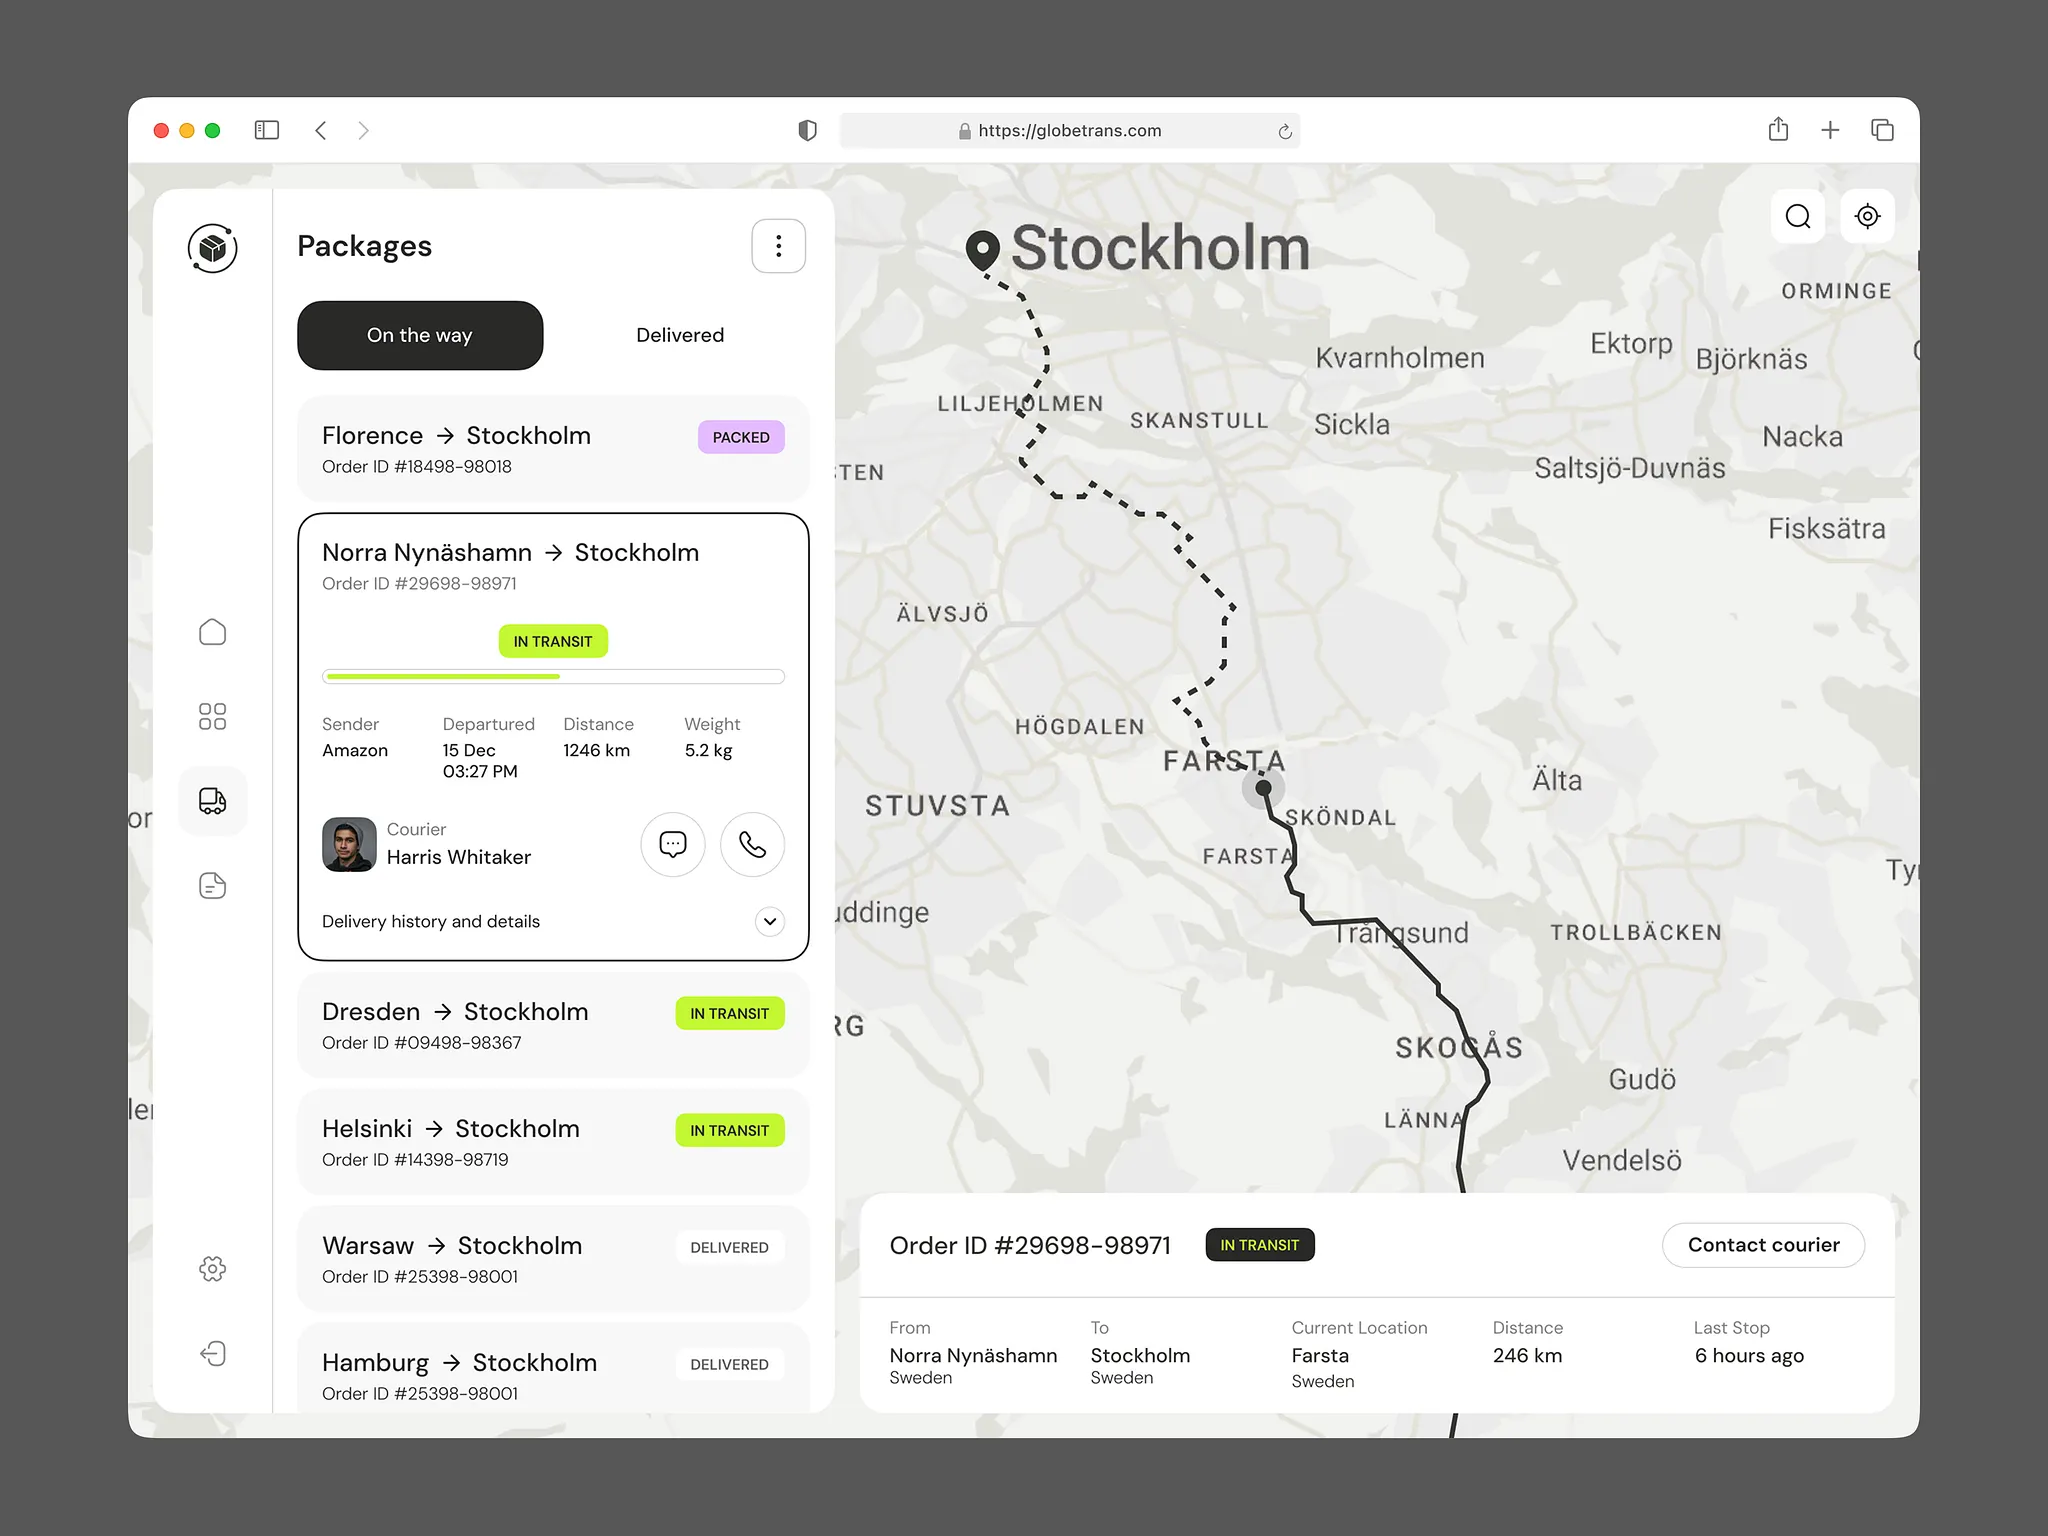 https://globetrans.com
Packages
On the way
Delivered
Florence → Stockholm
PACKED
Order ID #18498-98018
Norra Nynäshamn → Stockholm
Order ID #29698-98971
IN TRANSIT
Sender
Departured
Distance
Weight
Amazon
15 Dec
03:27 PM
1246 km
5.2 kg
Courier
Harris Whitaker
Delivery history and details
Dresden → Stockholm
IN TRANSIT
Order ID #09498-98367
Helsinki → Stockholm
IN TRANSIT
Order ID #14398-98719
Warsaw → Stockholm
DELIVERED
Order ID #25398-98001
Hamburg → Stockholm
DELIVERED
Order ID #25398-98001
Stockholm
ORMINGE
Ektorp
Björknäs
Kvarnholmen
LILJEHOLMEN
SKANSTULL
Sickla
Nacka
Saltsjö-Duvnäs
STEN
Fisksätra
ÄLVSJÖ
HÖGDALEN
FARSTA
Älta
STUVSTA
SKÖNDAL
FARSTA
Ty
uddinge
Trångsund
TROLLBÄCKEN
RG
SKOGÅS
Gudö
LÄNNA
Vendelsö
or
ler
Order ID #29698-98971
IN TRANSIT
Contact courier
From
To
Current Location
Distance
Last Stop
Norra Nynäshamn
Stockholm
Farsta
246 km
6 hours ago
Sweden
Sweden
Sweden